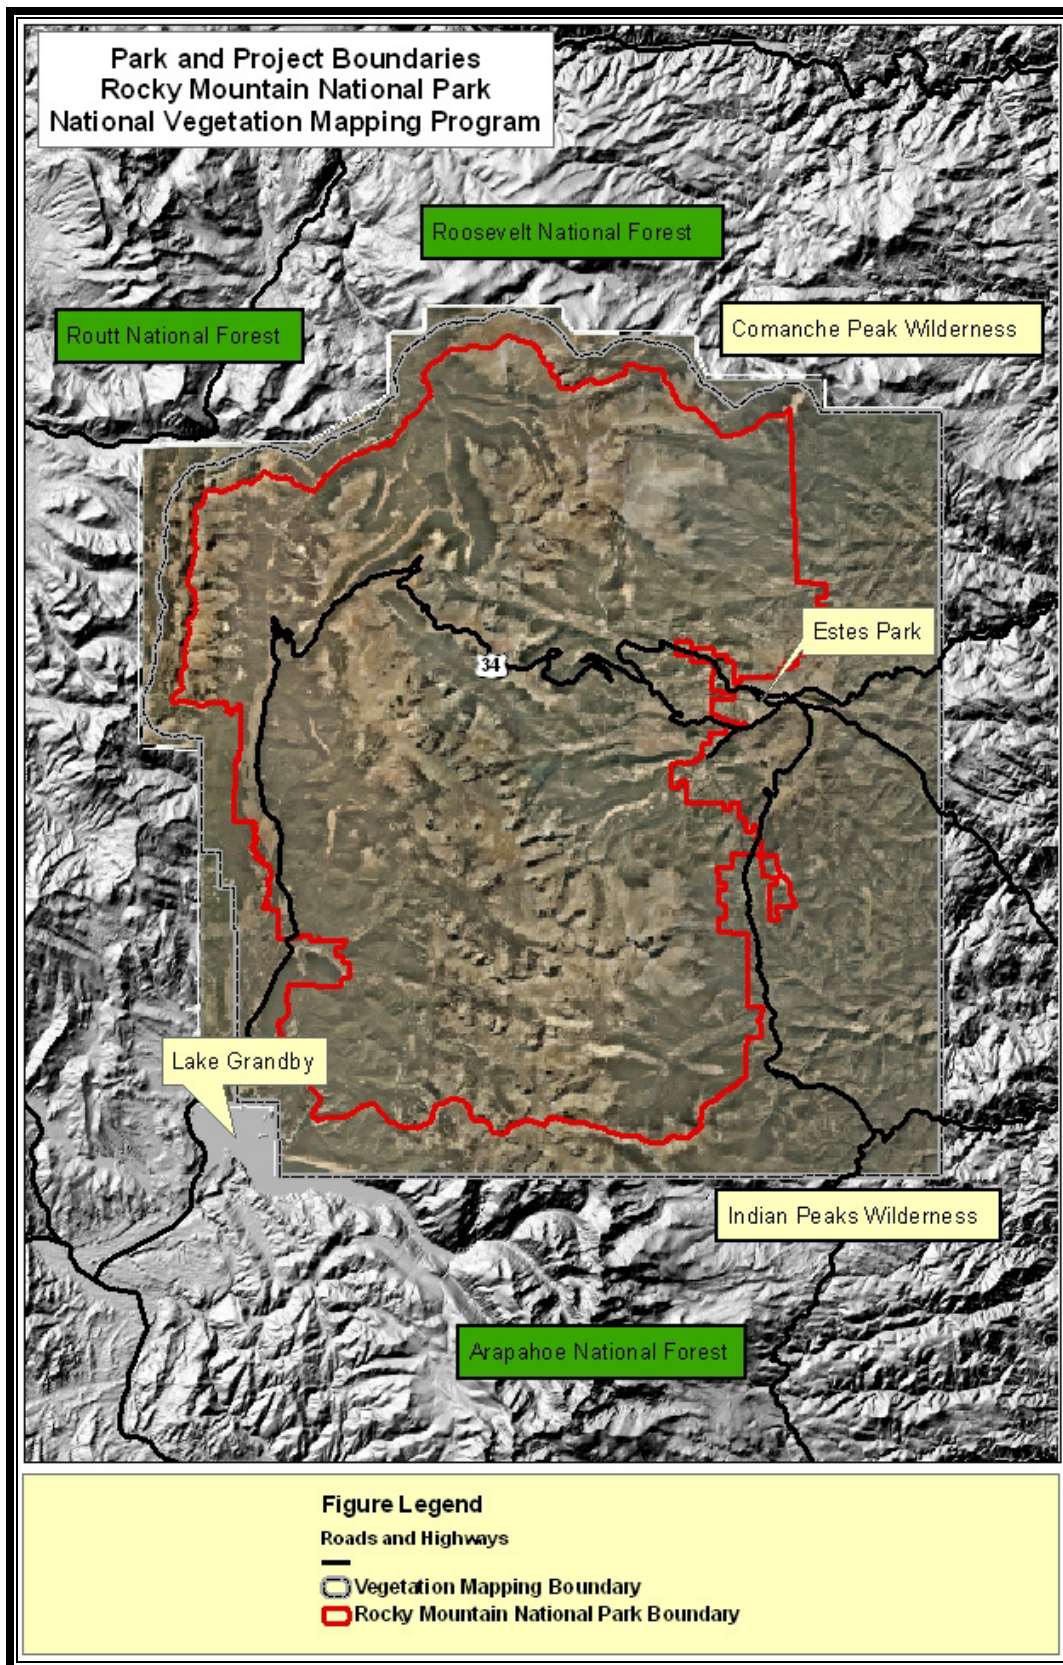 Park and Project Boundaries
Rocky Mountain National Park
National Vegetation Mapping Program
Roosevelt National Forest
Routt National Forest
Comanche Peak Wilderness
Estes Park
34
Lake Grandby
Indian Peaks Wilderness
Arapahoe National Forest
Figure Legend
Roads and Highways
Vegetation Mapping Boundary
Rocky Mountain National Park Boundary